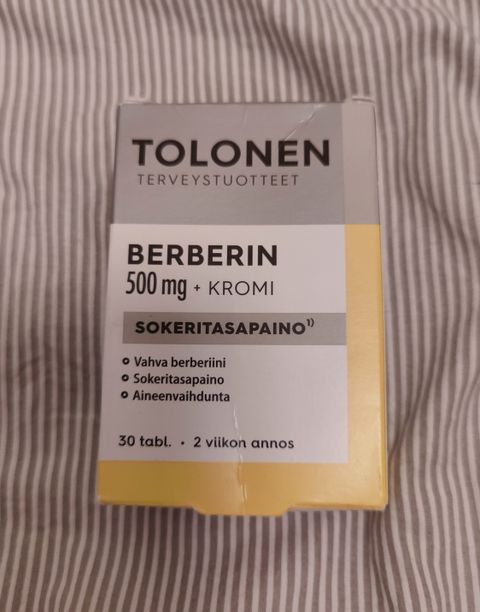 TOLONEN
TERVEYSTUOTTEET
BERBERIN
500 mg + KROMI
SOKERITASAPAINO¹⁾
Vahva berberiini
Sokeritasapaino
Aineenvaihdunta
30 tabl. • 2 viikon annos